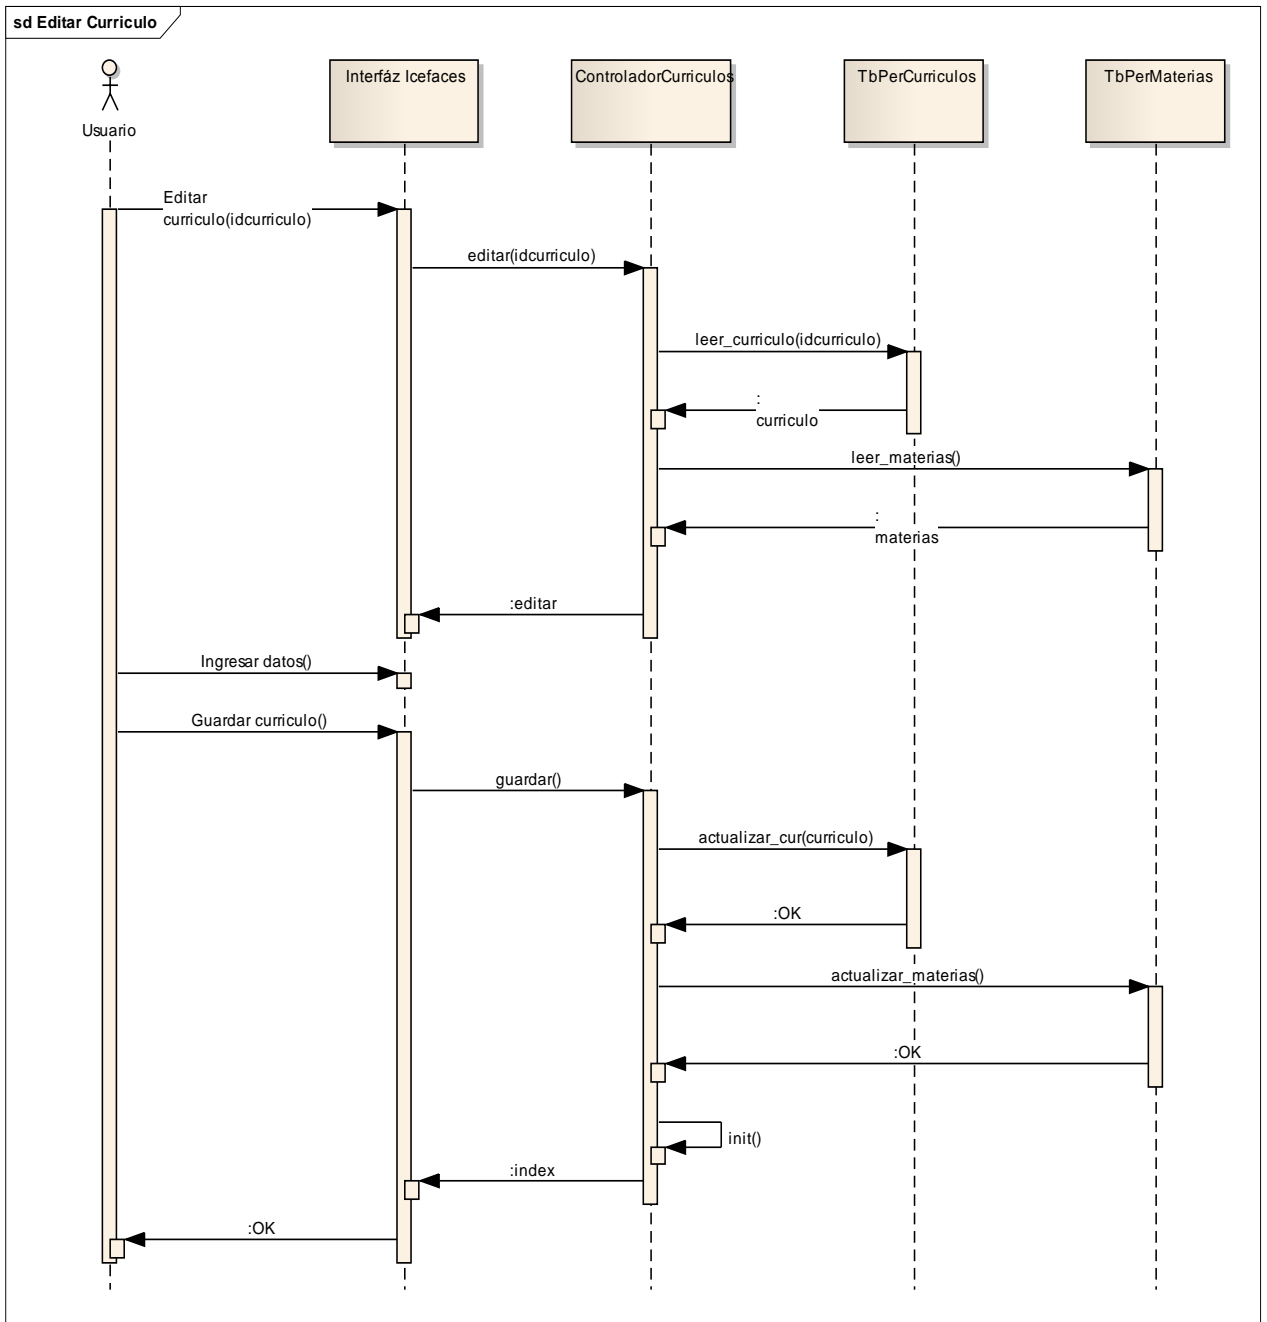 sd Editar Curriculo
Usuario
Interfáz Icefaces
ControladorCurriculos
TbPerCurriculos
TbPerMaterias
Editar
curriculo(idcurriculo)
editar(idcurriculo)
leer_curriculo(idcurriculo)
:
curriculo
leer_materias()
:
materias
:editar
Ingresar datos()
Guardar curriculo()
guardar()
actualizar_cur(curriculo)
:OK
actualizar_materias()
:OK
init()
:index
:OK